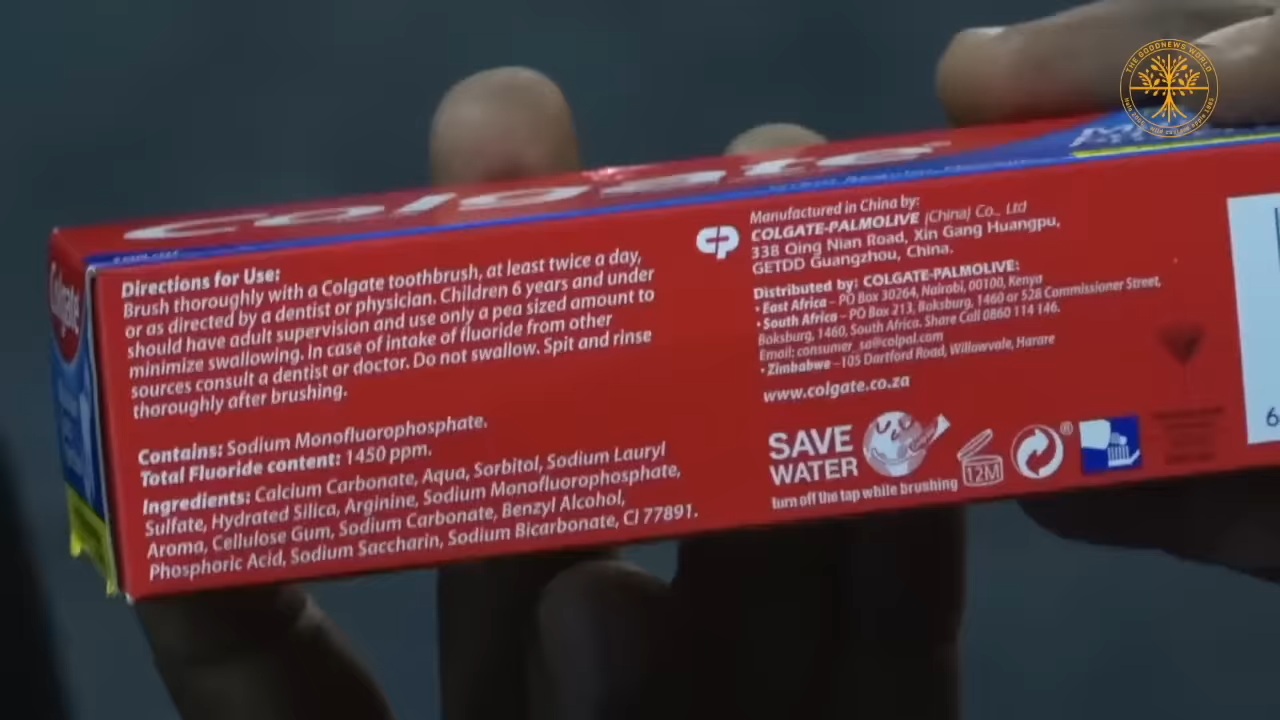 THE GOODNEWS WORLD
Colgate
Colgate
Directions for Use:
Brush thoroughly with a Colgate toothbrush, at least twice a day,
or as directed by a dentist or physician. Children 6 years and under
should have adult supervision and use only a pea sized amount to
minimize swallowing. In case of intake of fluoride from other
sources consult a dentist or doctor. Do not swallow. Spit and rinse
thoroughly after brushing.
Contains: Sodium Monofluorophosphate.
Total Fluoride content: 1450 ppm.
Ingredients: Calcium Carbonate, Aqua, Sorbitol, Sodium Lauryl
Sulfate, Hydrated Silica, Arginine, Sodium Monofluorophosphate,
Aroma, Cellulose Gum, Sodium Carbonate, Benzyl Alcohol,
Phosphoric Acid, Sodium Saccharin, Sodium Bicarbonate, CI 77891.
CP
Manufactured in China by:
COLGATE-PALMOLIVE (China) Co., Ltd
338 Qing Nian Road, Xin Gang Huangpu,
GETDD Guangzhou, China.
Distributed by: COLGATE-PALMOLIVE:
• East Africa – PO Box 30264, Nairobi, 00100, Kenya
• South Africa – PO Box 213, Boksburg, 1460 or 528 Commissioner Street,
Boksburg, 1460, South Africa. Share Call 0860 114 146.
Email: consumer_sa@colpal.com
• Zimbabwe –105 Dartford Road, Willowvale, Harare
www.colgate.co.za
SAVE
WATER
turn off the tap while brushing
12M
®
6